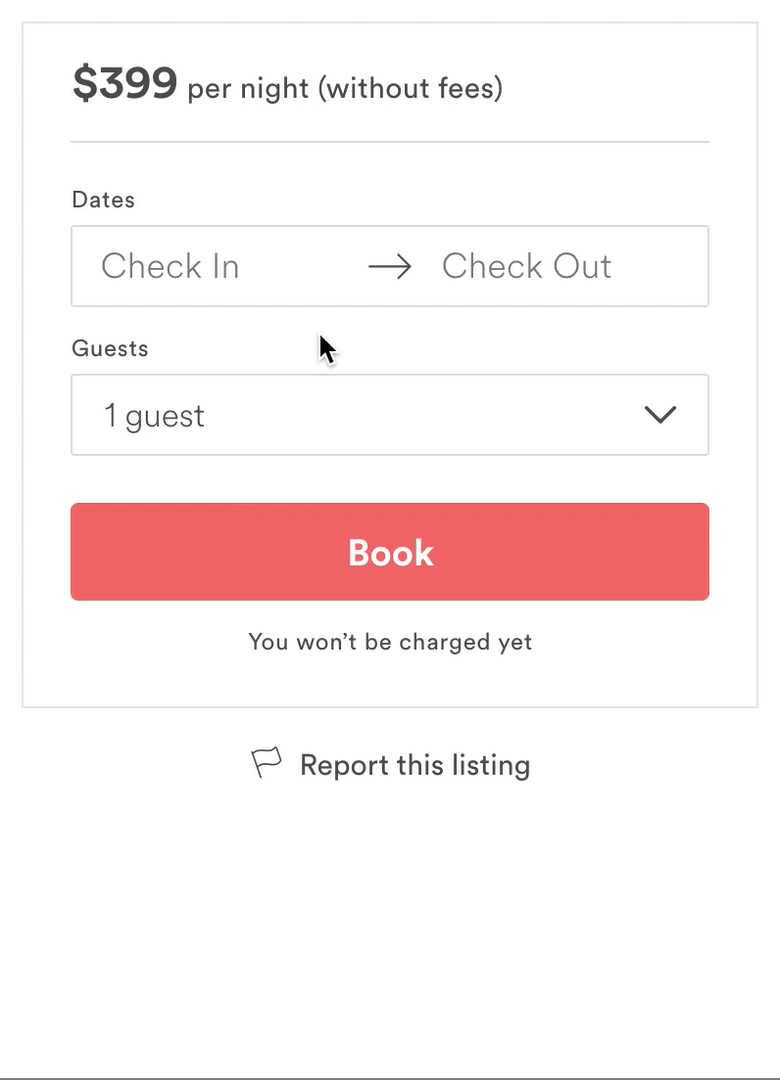 $399 per night (without fees)
Dates
Check In → Check Out
Guests
1 guest
Book
You won’t be charged yet
Report this listing